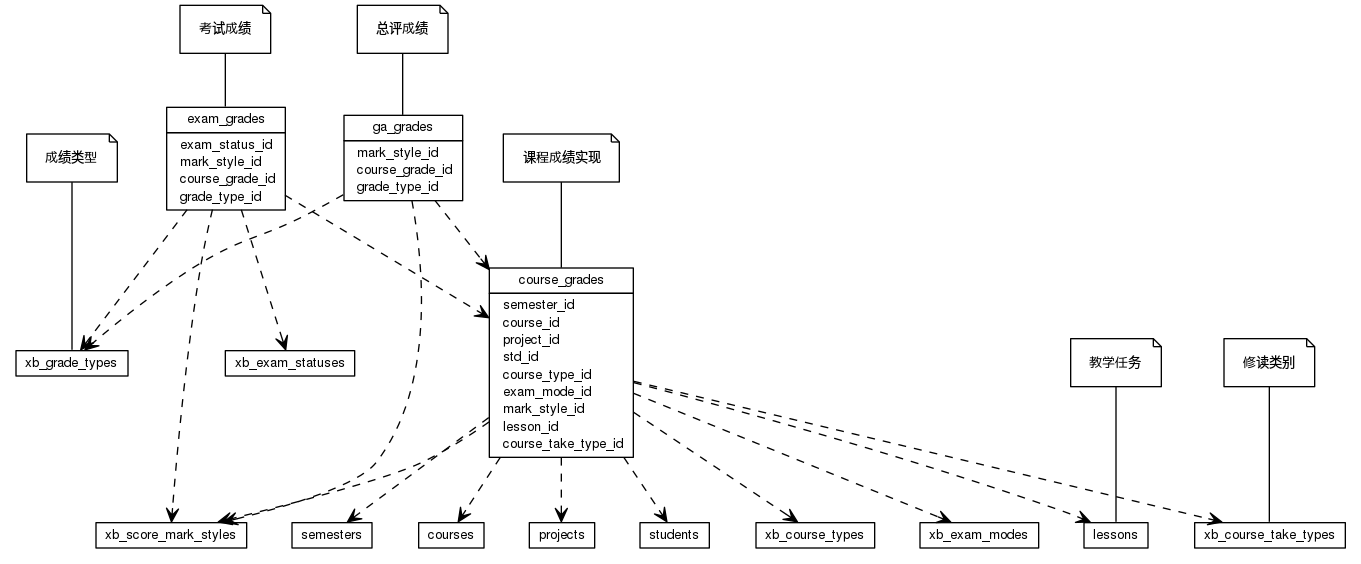 考试成绩
总评成绩
exam_grades
exam_status_id
mark_style_id
course_grade_id
grade_type_id
ga_grades
mark_style_id
course_grade_id
grade_type_id
成绩类型
课程成绩实现
course_grades
semester_id
course_id
project_id
std_id
course_type_id
exam_mode_id
mark_style_id
lesson_id
course_take_type_id
xb_grade_types
xb_exam_statuses
教学任务
修读类别
xb_score_mark_styles
semesters
courses
projects
students
xb_course_types
xb_exam_modes
lessons
xb_course_take_types